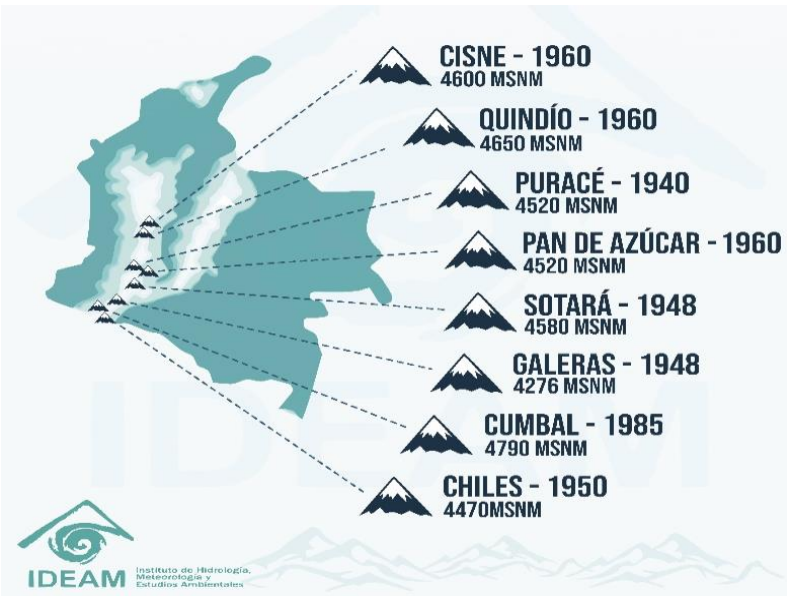 CISNE - 1960
4600 MSNM
QUINDÍO - 1960
4650 MSNM
PURACÉ - 1940
4520 MSNM
PAN DE AZÚCAR - 1960
4520 MSNM
SOTARÁ - 1948
4580 MSNM
GALERAS - 1948
4276 MSNM
CUMBAL - 1985
4790 MSNM
CHILES - 1950
4470MSNM
IDEAM
IDEAM
Instituto de Hidrología,
Meteorología y
Estudios Ambientales